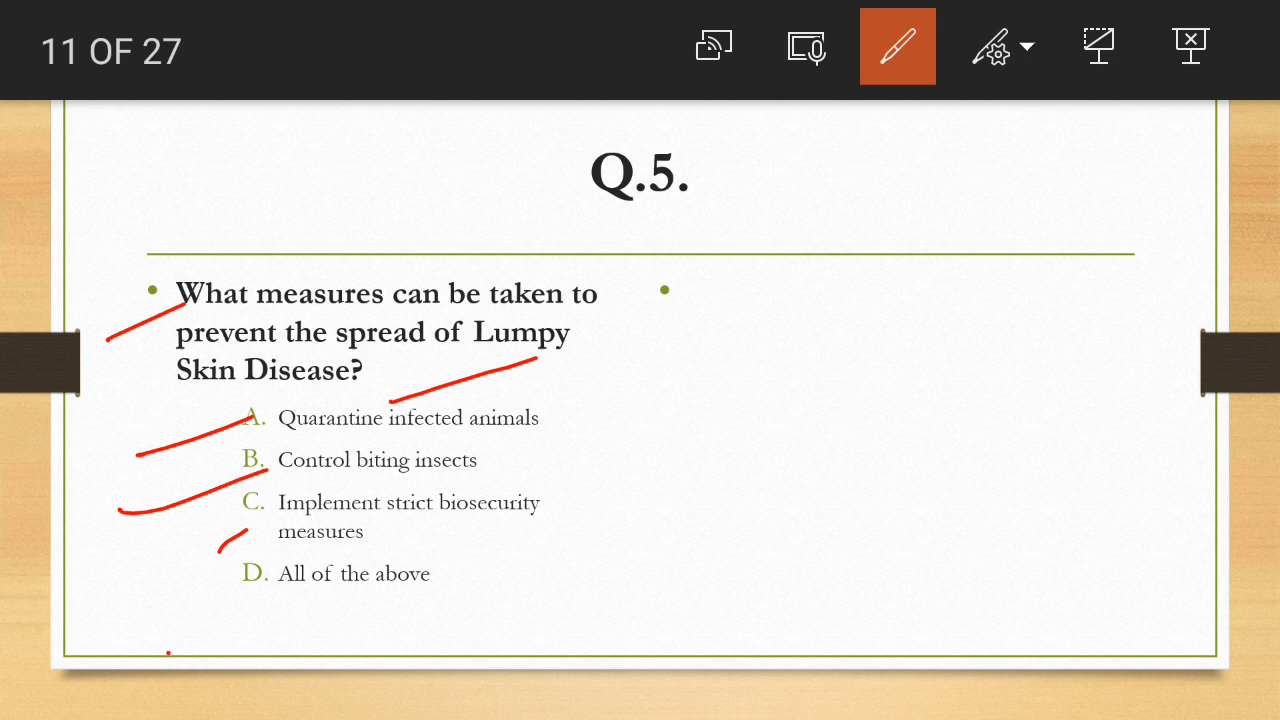 11 OF 27
Q.5.
• What measures can be taken to
prevent the spread of Lumpy
Skin Disease?
A. Quarantine infected animals
B. Control biting insects
C. Implement strict biosecurity
measures
D. All of the above
•